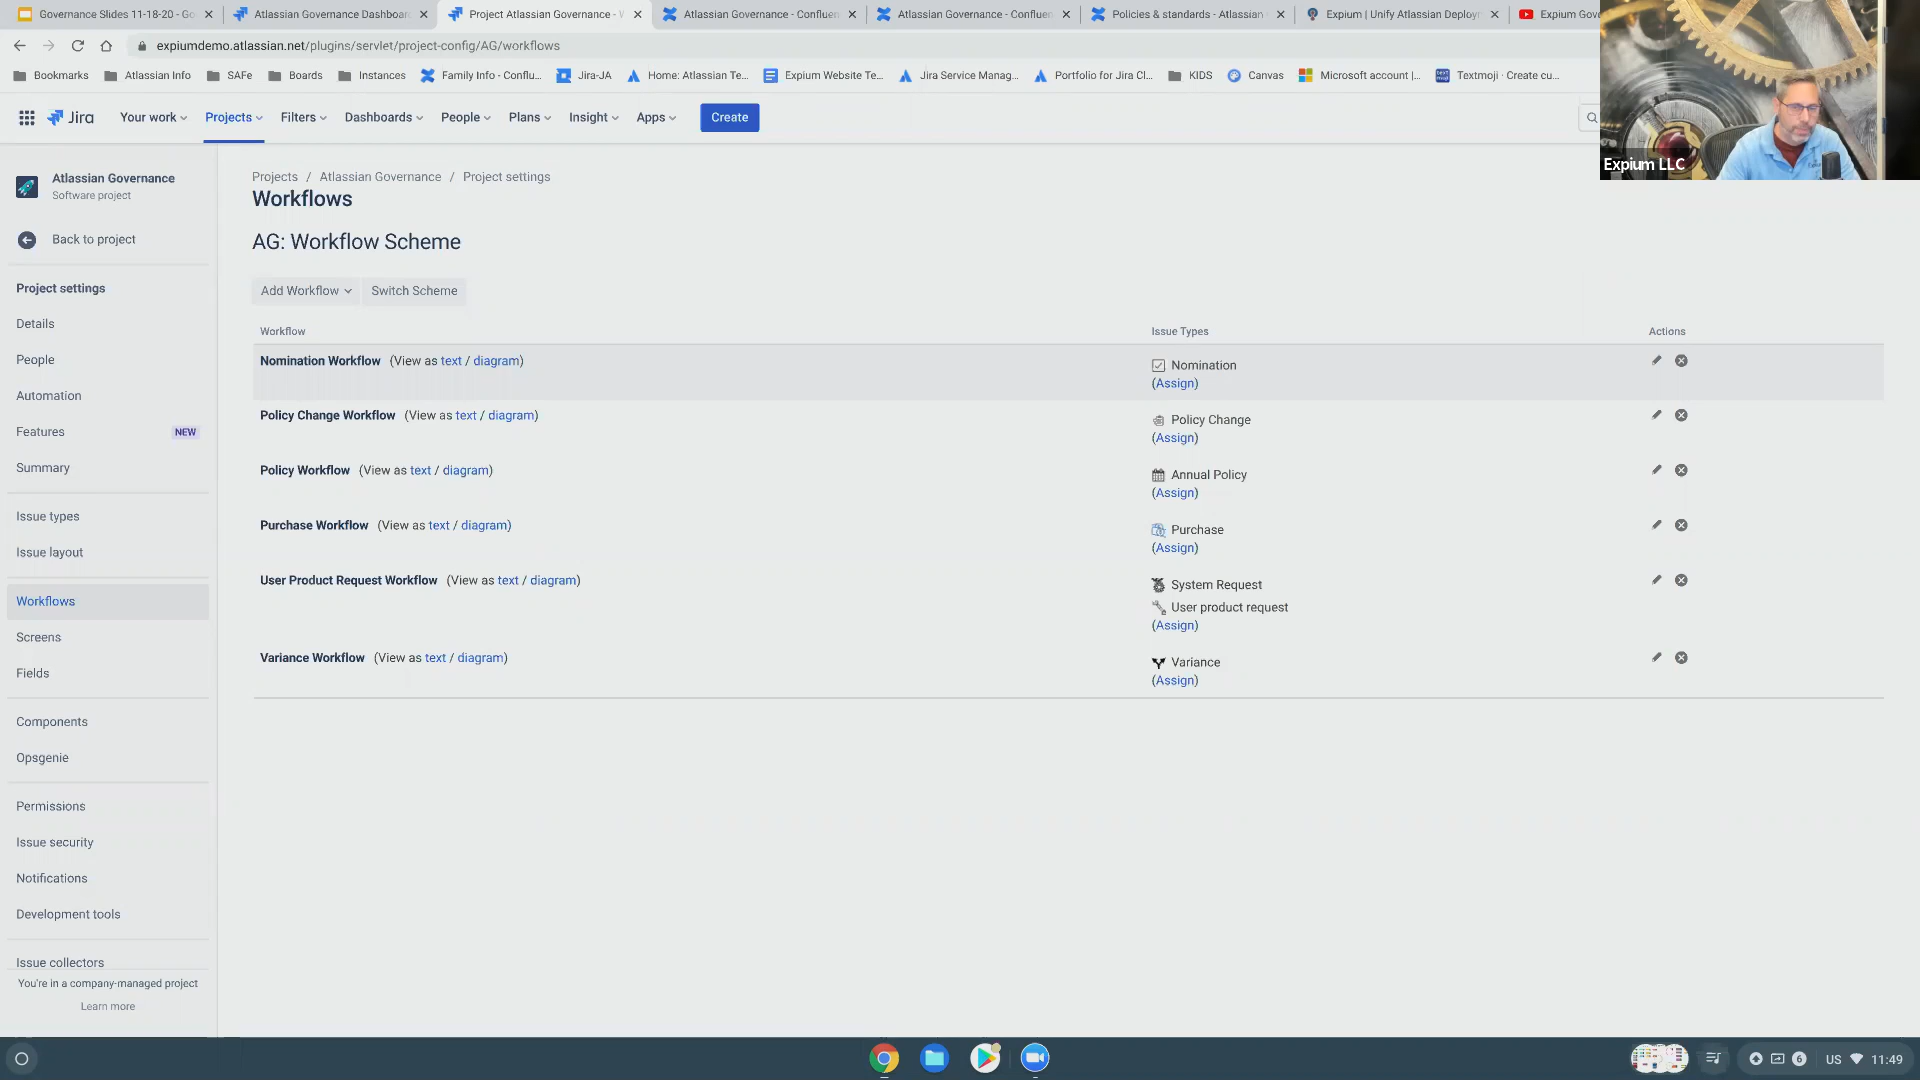 Governance Slides 11-18-20 - Go
Atlassian Governance Dashboard
Project Atlassian Governance - W
Atlassian Governance - Confluen
Atlassian Governance - Confluen
Policies & standards - Atlassian
Expium | Unify Atlassian Deploym
Expium Gov
expiumdemo.atlassian.net/plugins/servlet/project-config/AG/workflows
Bookmarks
Atlassian Info
SAFe
Boards
Instances
Family Info - Conflu...
Jira-JA
Home: Atlassian Te...
Expium Website Te...
Jira Service Manag...
Portfolio for Jira Cl...
KIDS
Canvas
Microsoft account |...
Textmoji · Create cu...
Jira
Your work
Projects
Filters
Dashboards
People
Plans
Insight
Apps
Create
Expium LLC
Atlassian Governance
Software project
Back to project
Project settings
Details
People
Automation
Features
NEW
Summary
Issue types
Issue layout
Workflows
Screens
Fields
Components
Opsgenie
Permissions
Issue security
Notifications
Development tools
Issue collectors
You're in a company-managed project
Learn more
Projects / Atlassian Governance / Project settings
Workflows
AG: Workflow Scheme
Add Workflow
Switch Scheme
Workflow
Issue Types
Actions
Nomination Workflow (View as text / diagram)
Nomination
(Assign)
Policy Change Workflow (View as text / diagram)
Policy Change
(Assign)
Policy Workflow (View as text / diagram)
Annual Policy
(Assign)
Purchase Workflow (View as text / diagram)
Purchase
(Assign)
User Product Request Workflow (View as text / diagram)
System Request
User product request
(Assign)
Variance Workflow (View as text / diagram)
Variance
(Assign)
6
US
11:49